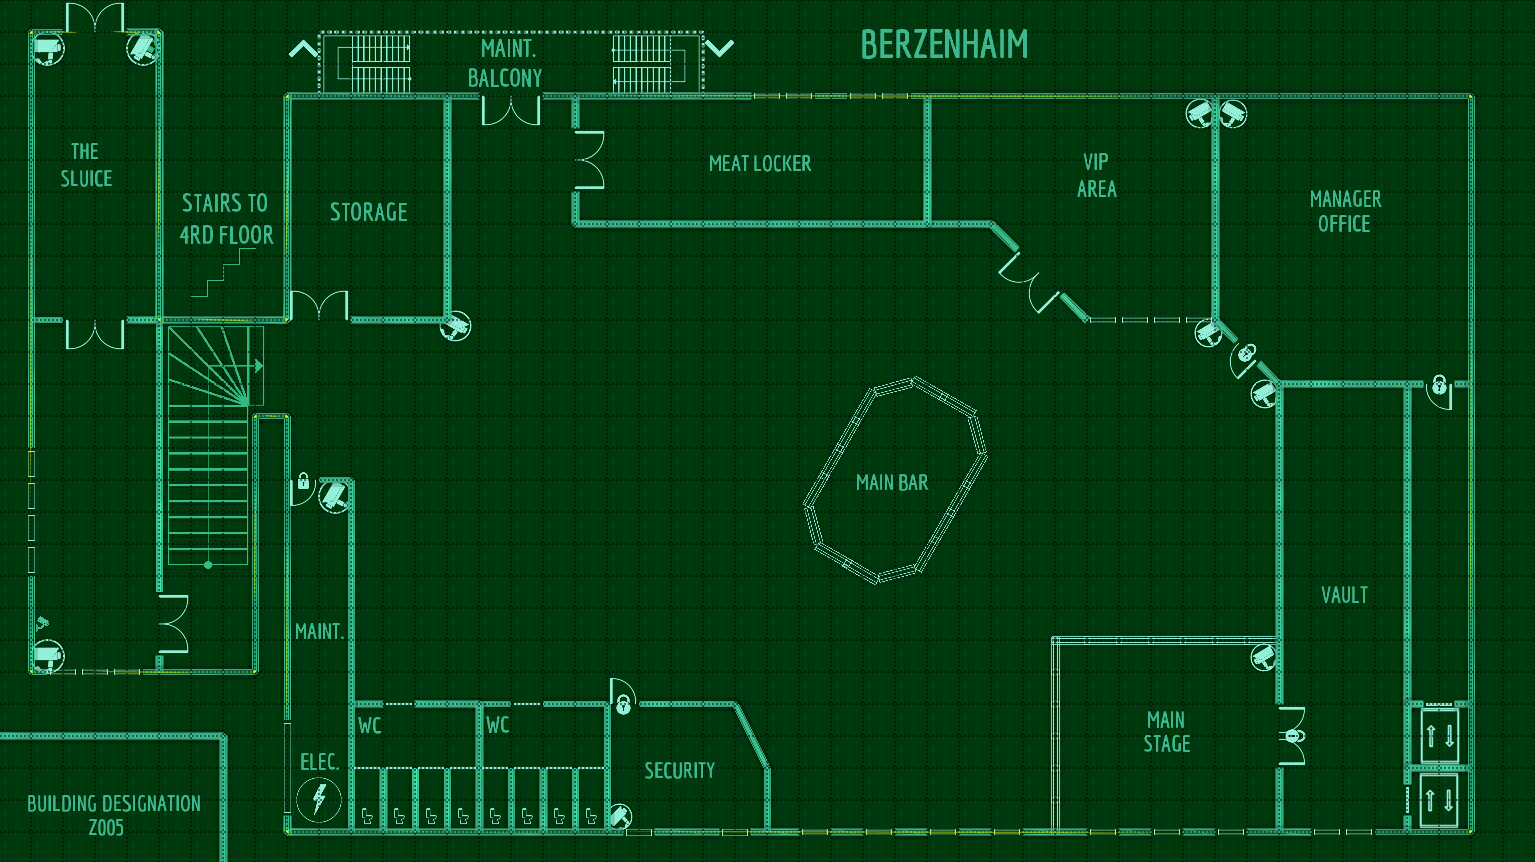 BERZENHAIM
MAINT.
BALCONY
THE
SLUICE
STAIRS TO
4RD FLOOR
STORAGE
MEAT LOCKER
VIP
AREA
MANAGER
OFFICE
MAIN BAR
VAULT
MAINT.
WC
WC
ELEC.
SECURITY
MAIN
STAGE
BUILDING DESIGNATION
Z005